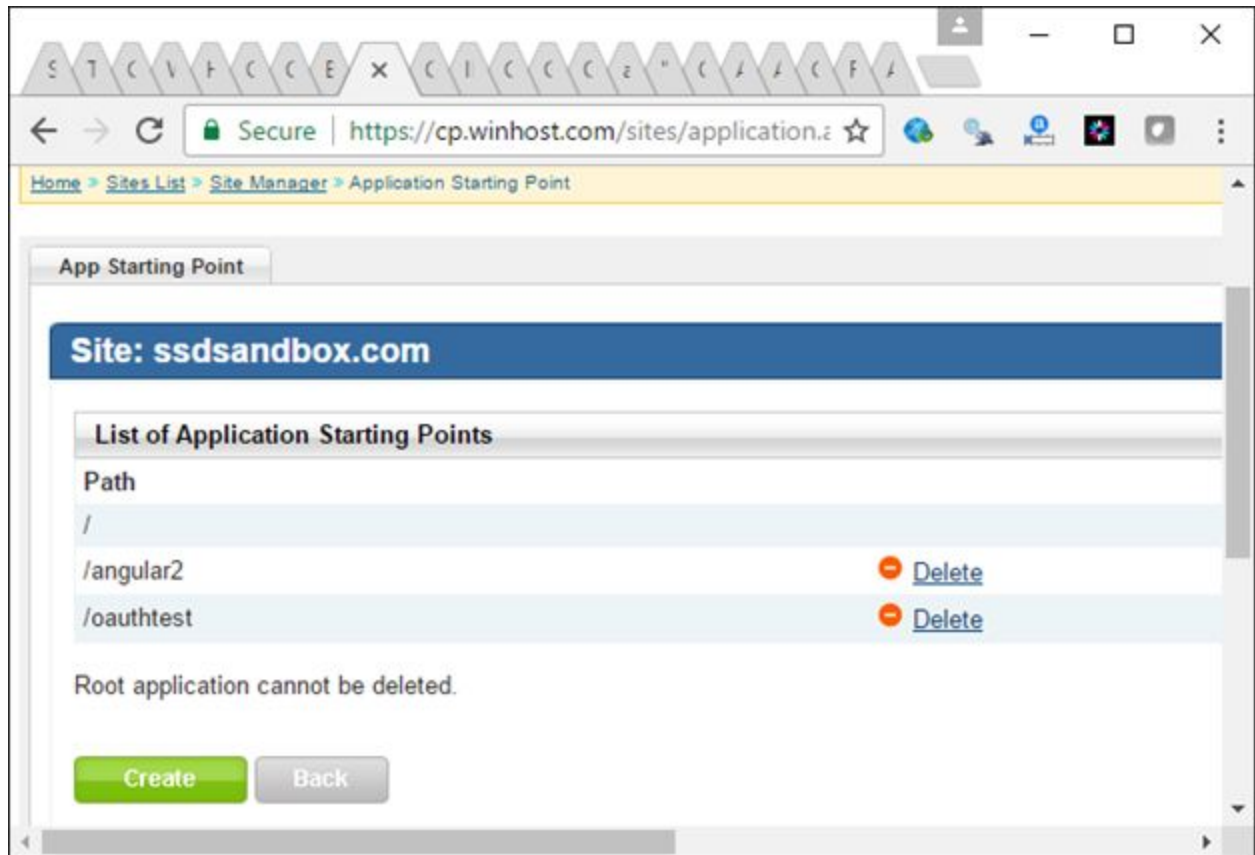 Secure | https://cp.winhost.com/sites/application.a
Home » Sites List » Site Manager » Application Starting Point
App Starting Point
Site: ssdsandbox.com
List of Application Starting Points
Path
/
/angular2 Delete
/oauthtest Delete
Root application cannot be deleted.
Create Back